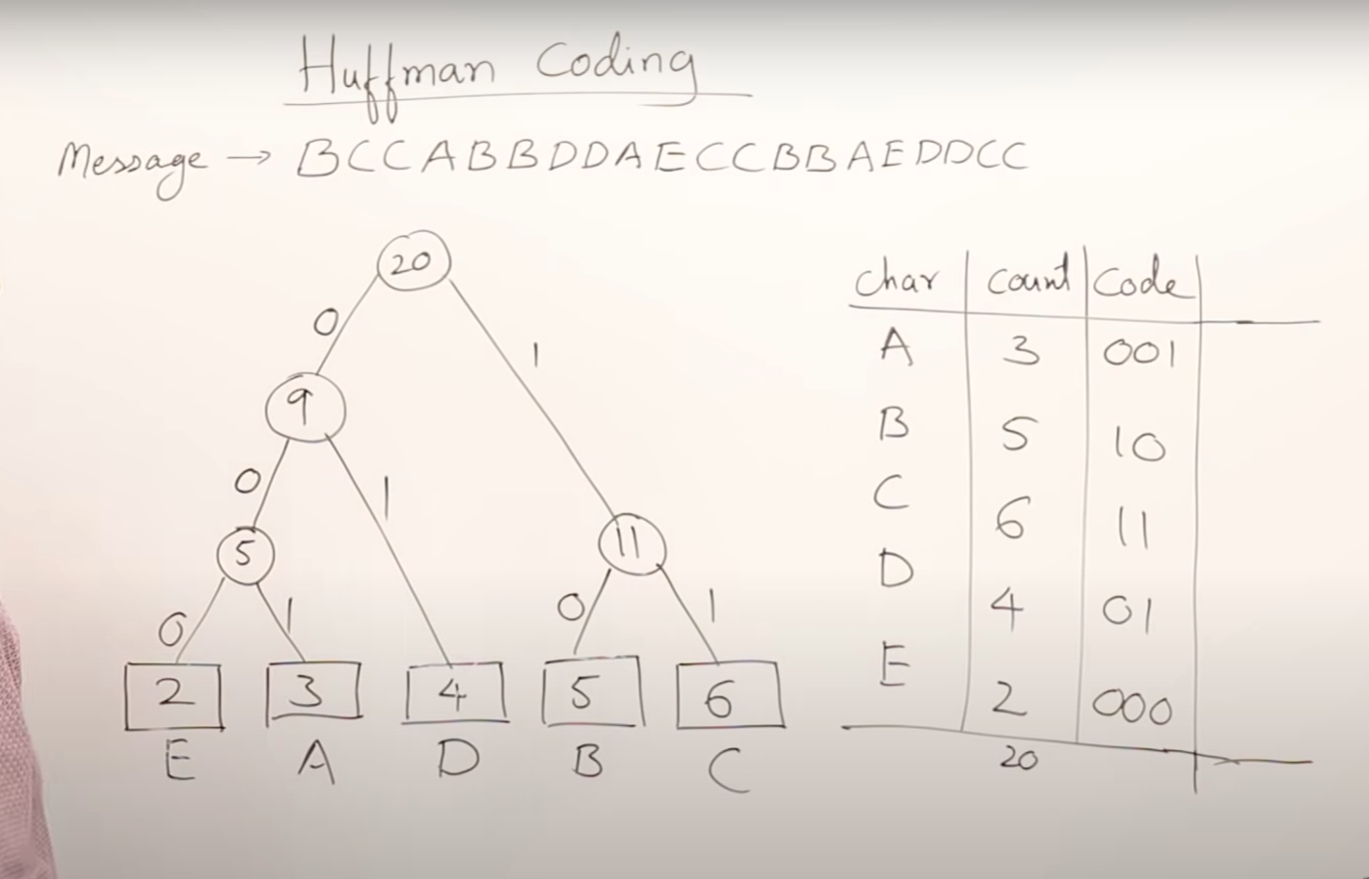 Huffman Coding
Message → BCCABBDDAECCBBAEDDCC
20
0 1
9
0 1
5 11
0 1 0 1
2 3 4 5 6
E A D B C
Char Count Code
A 3 001
B 5 10
C 6 11
D 4 01
E 2 000
20